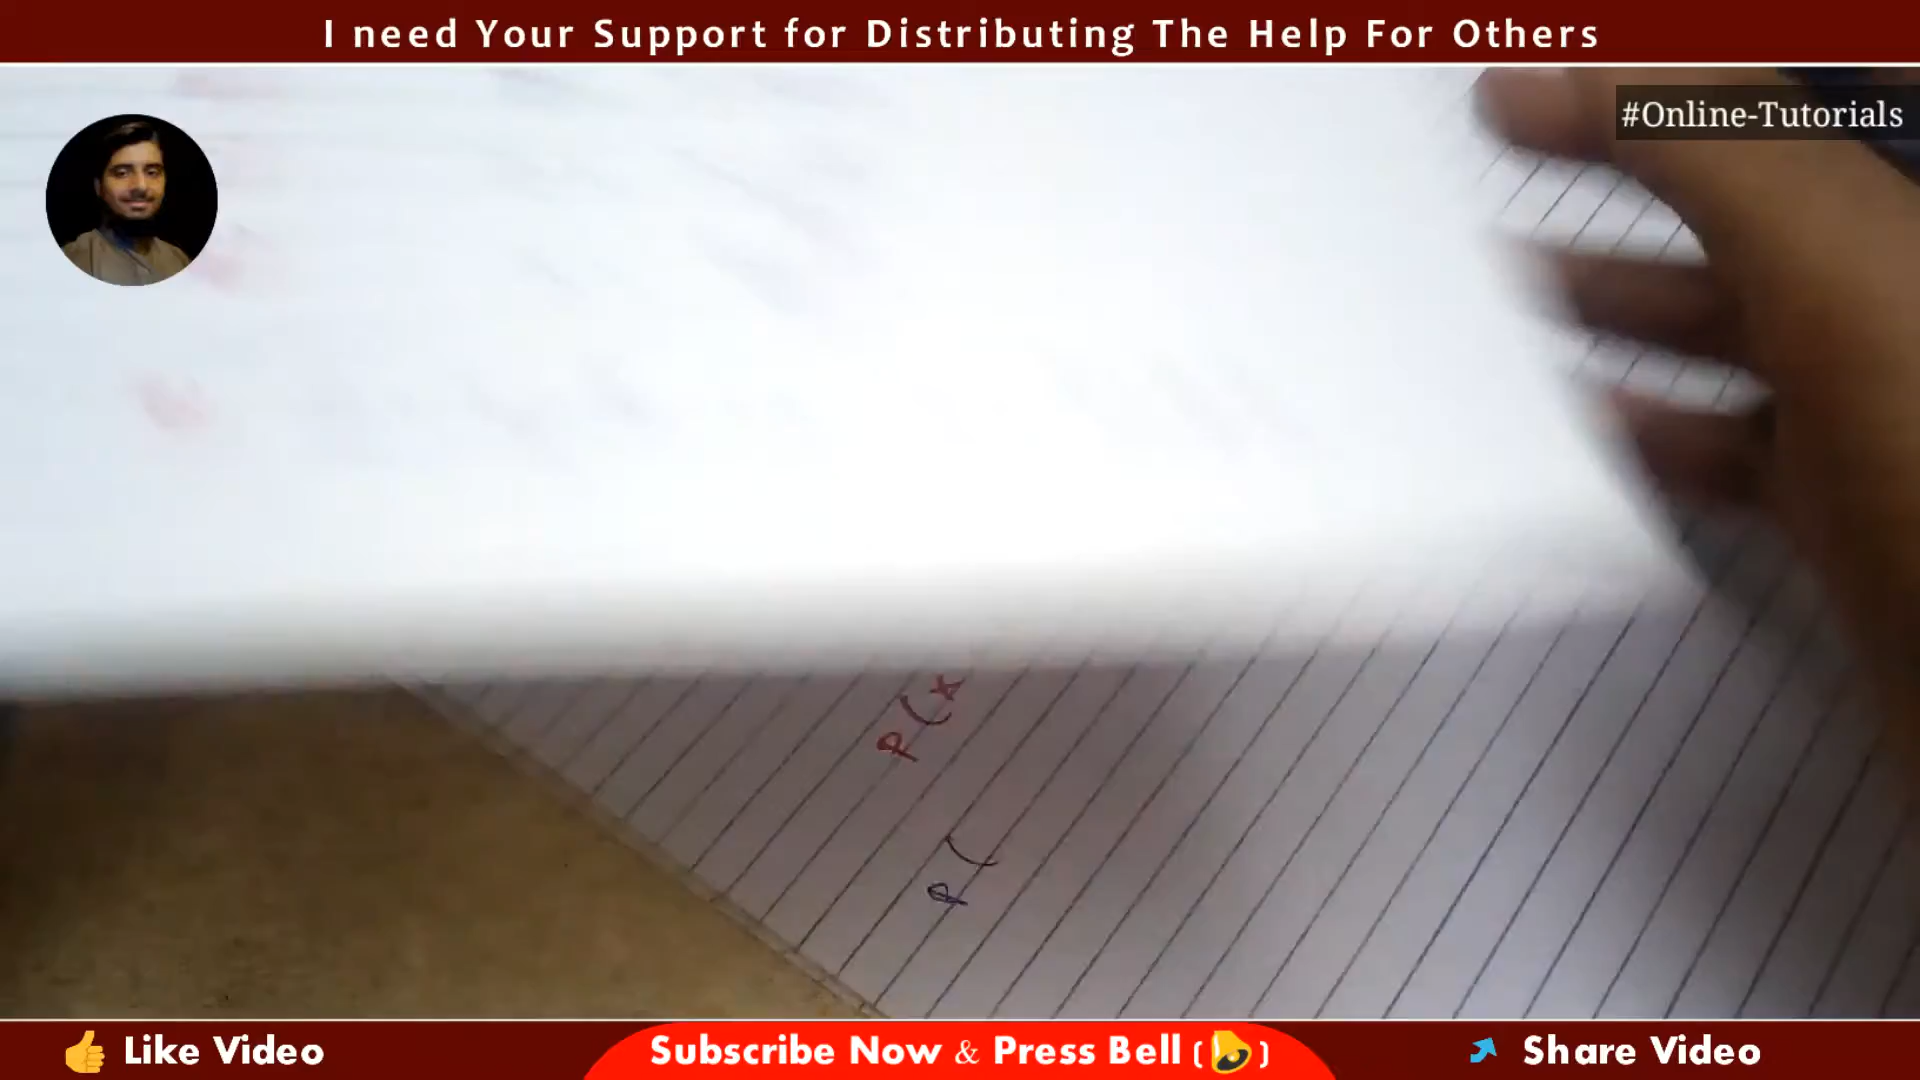 I need Your Support for Distributing The Help For Others
#Online-Tutorials
P(x
P(
Like Video
Subscribe Now & Press Bell ( )
Share Video